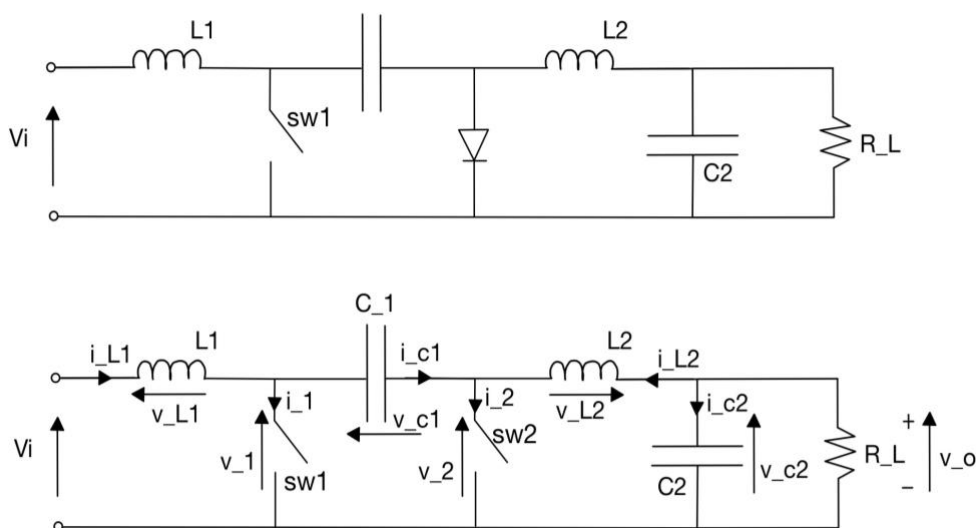 L1
L2
Vi
sw1
C2
R_L
C_1
i_L1
L1
i_c1
L2
i_L2
v_L1
i_1
v_c1
i_2
v_L2
i_c2
Vi
v_1
sw1
v_2
sw2
C2
v_c2
R_L
+
−
v_o